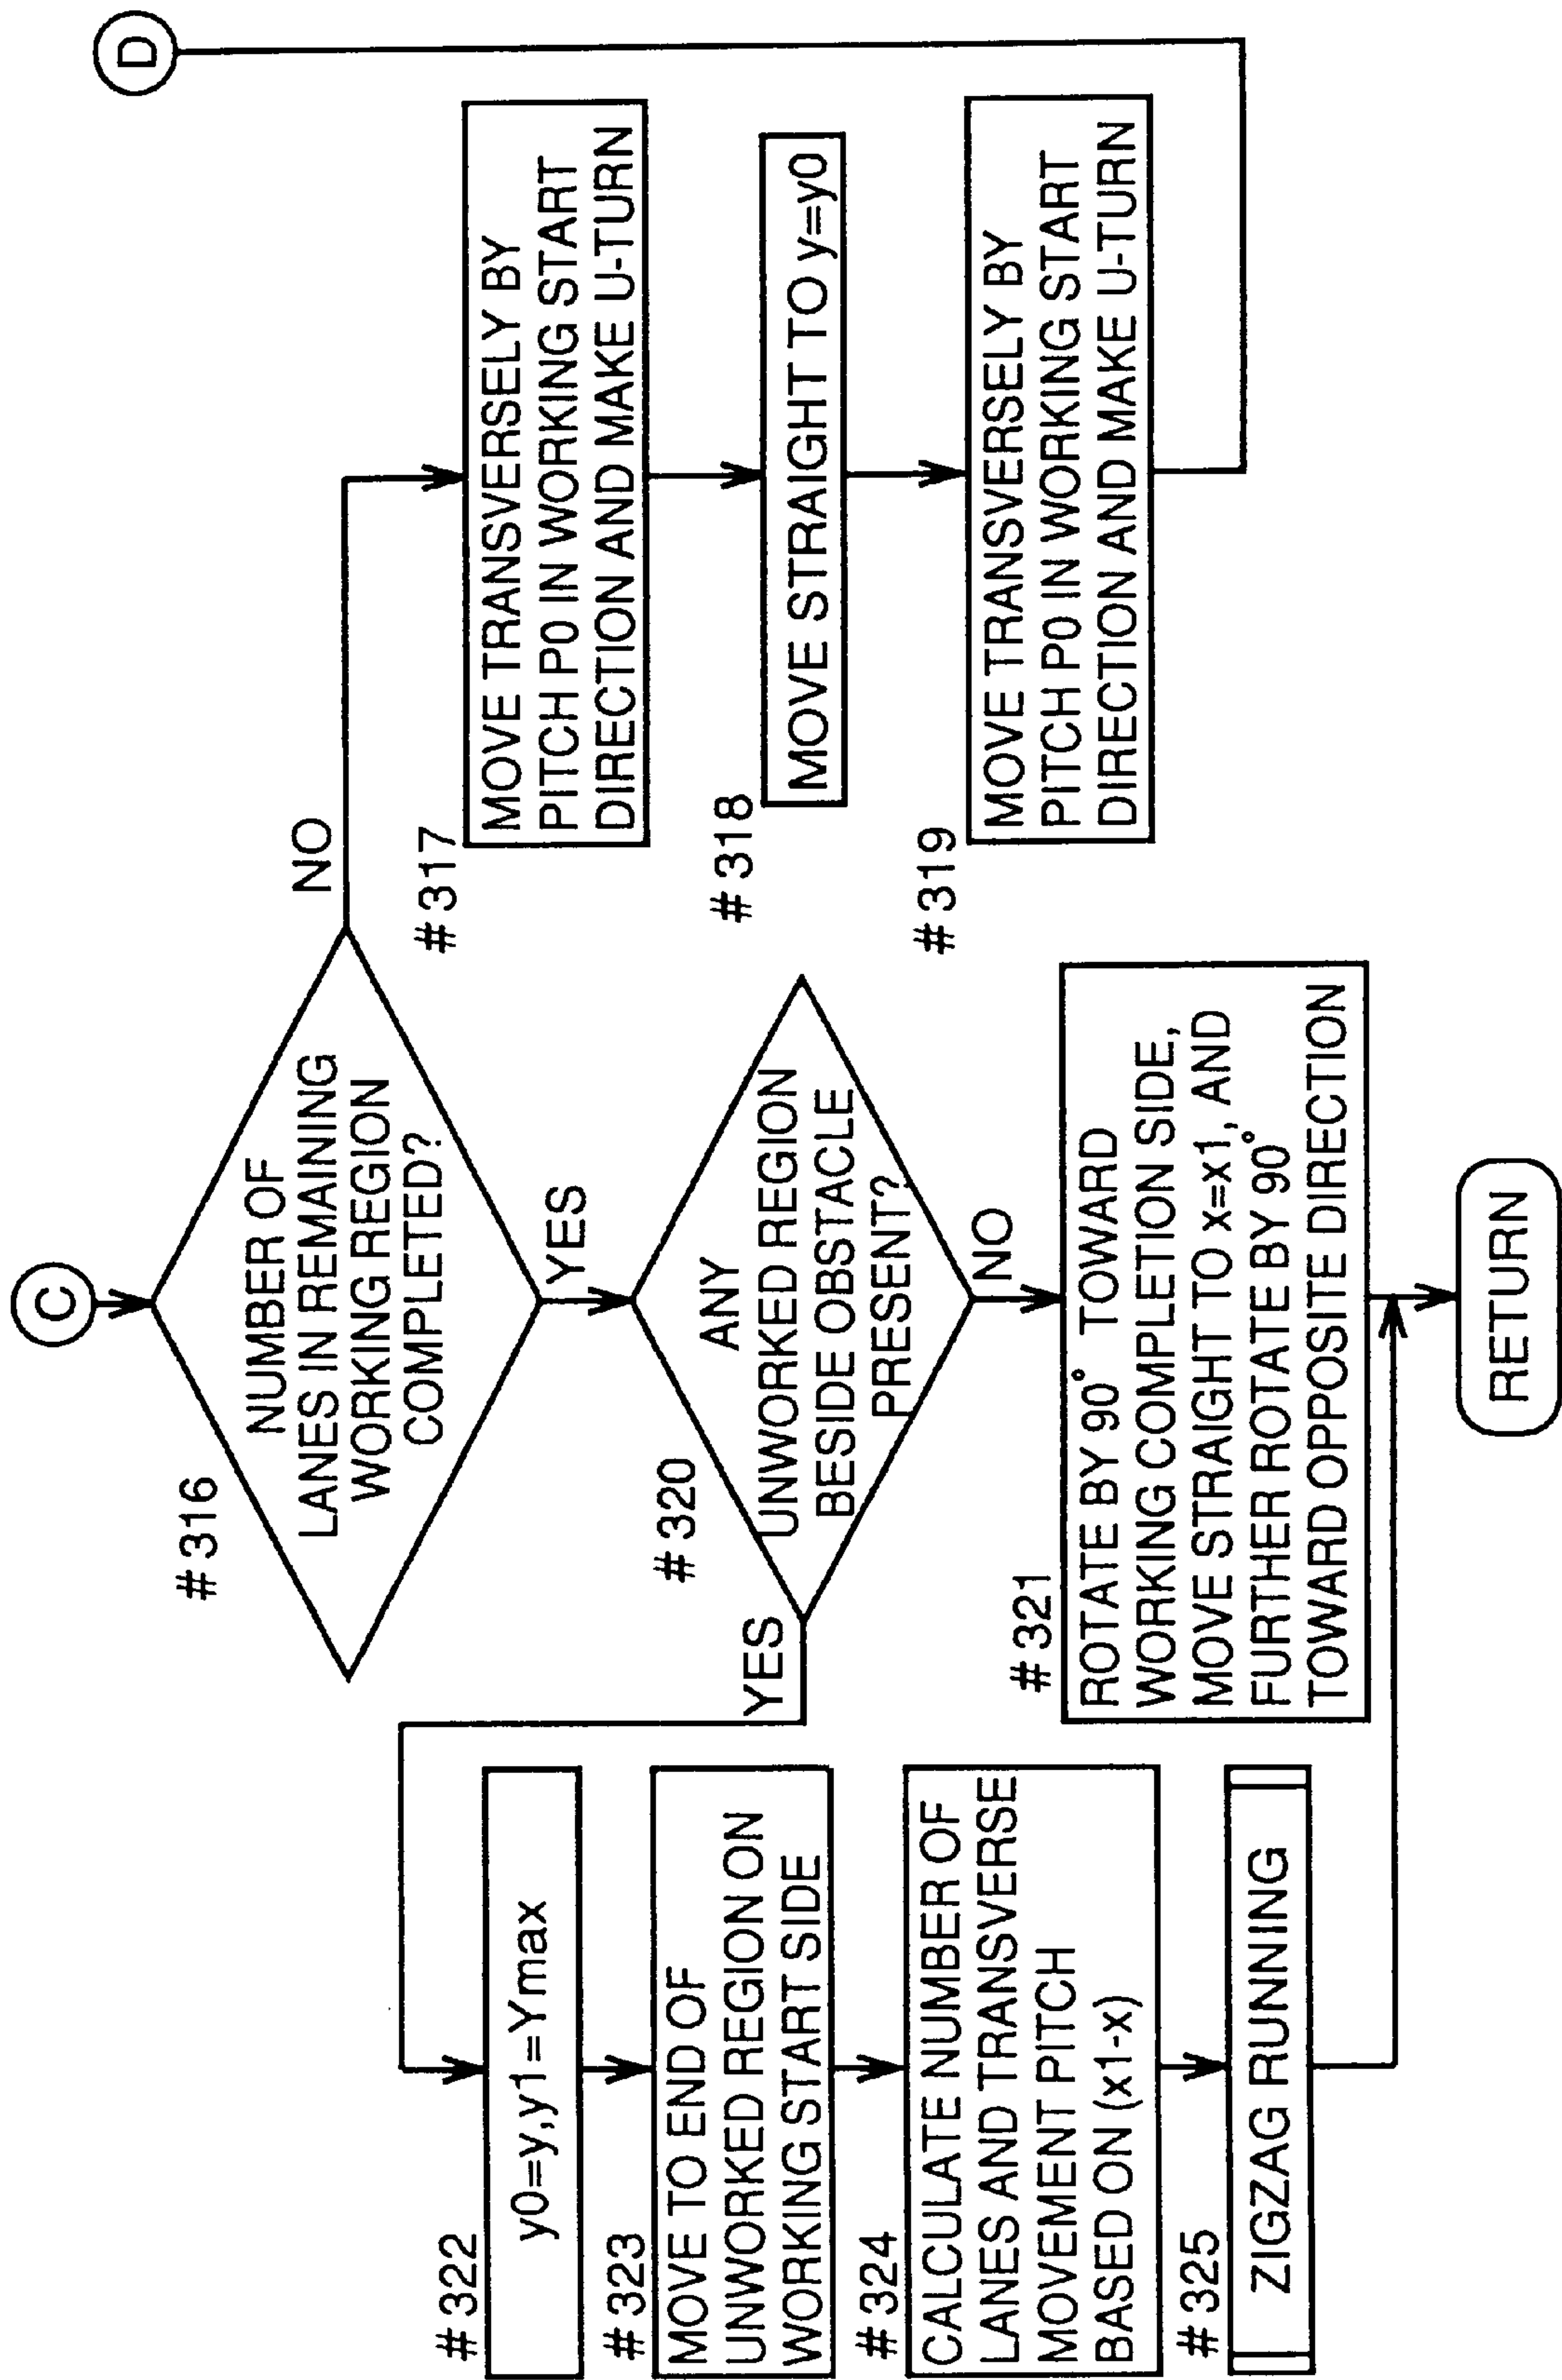 C
#316
NUMBER OF
LANES IN REMAINING
WORKING REGION
COMPLETED?
NO
YES
D
#317
MOVE TRANSVERSELY BY
PITCH P0 IN WORKING START
DIRECTION AND MAKE U-TURN
#318
MOVE STRAIGHT TO y=y0
#319
MOVE TRANSVERSELY BY
PITCH P0 IN WORKING START
DIRECTION AND MAKE U-TURN
#320
ANY
UNWORKED REGION
BESIDE OBSTACLE
PRESENT?
YES
NO
#321
ROTATE BY 90° TOWARD
WORKING COMPLETION SIDE,
MOVE STRAIGHT TO x=x1, AND
FURTHER ROTATE BY 90°
TOWARD OPPOSITE DIRECTION
#322
y0=y,y1=Ymax
#323
MOVE TO END OF
UNWORKED REGION ON
WORKING START SIDE
#324
CALCULATE NUMBER OF
LANES AND TRANSVERSE
MOVEMENT PITCH
BASED ON (x1-x)
#325
ZIGZAG RUNNING
RETURN